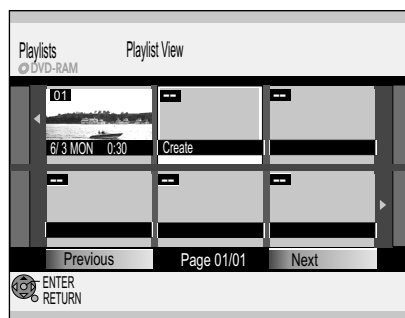 Playlists Playlist View
DVD-RAM
01 -- --
6/ 3 MON 0:30 Create
-- -- --
Previous Page 01/01 Next
ENTER
RETURN